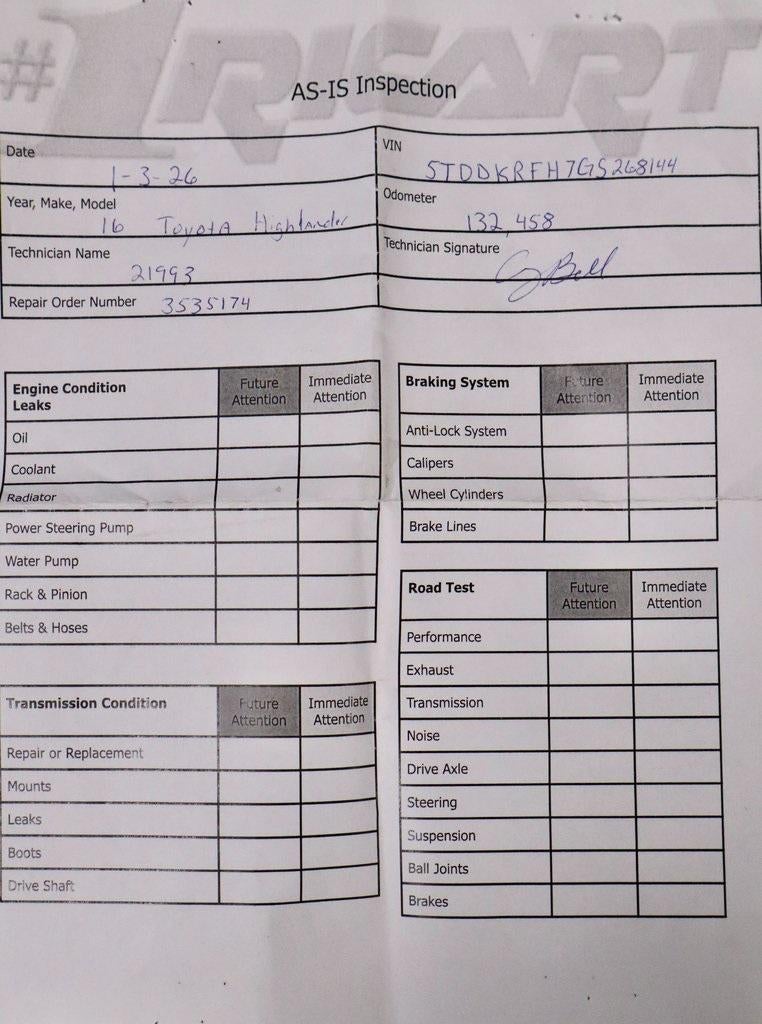 #1 RICART
AS-IS Inspection
Date
1-3-26
VIN
5TDDKRFH7GS268144
Year, Make, Model
16 Toyota Highlander
Odometer
132,458
Technician Name
21993
Technician Signature
Repair Order Number 3535174
Engine Condition
Leaks
Future
Attention
Immediate
Attention
Oil
Coolant
Radiator
Power Steering Pump
Water Pump
Rack & Pinion
Belts & Hoses
Transmission Condition
Future
Attention
Immediate
Attention
Repair or Replacement
Mounts
Leaks
Boots
Drive Shaft
Braking System
Future
Attention
Immediate
Attention
Anti-Lock System
Calipers
Wheel Cylinders
Brake Lines
Road Test
Future
Attention
Immediate
Attention
Performance
Exhaust
Transmission
Noise
Drive Axle
Steering
Suspension
Ball Joints
Brakes